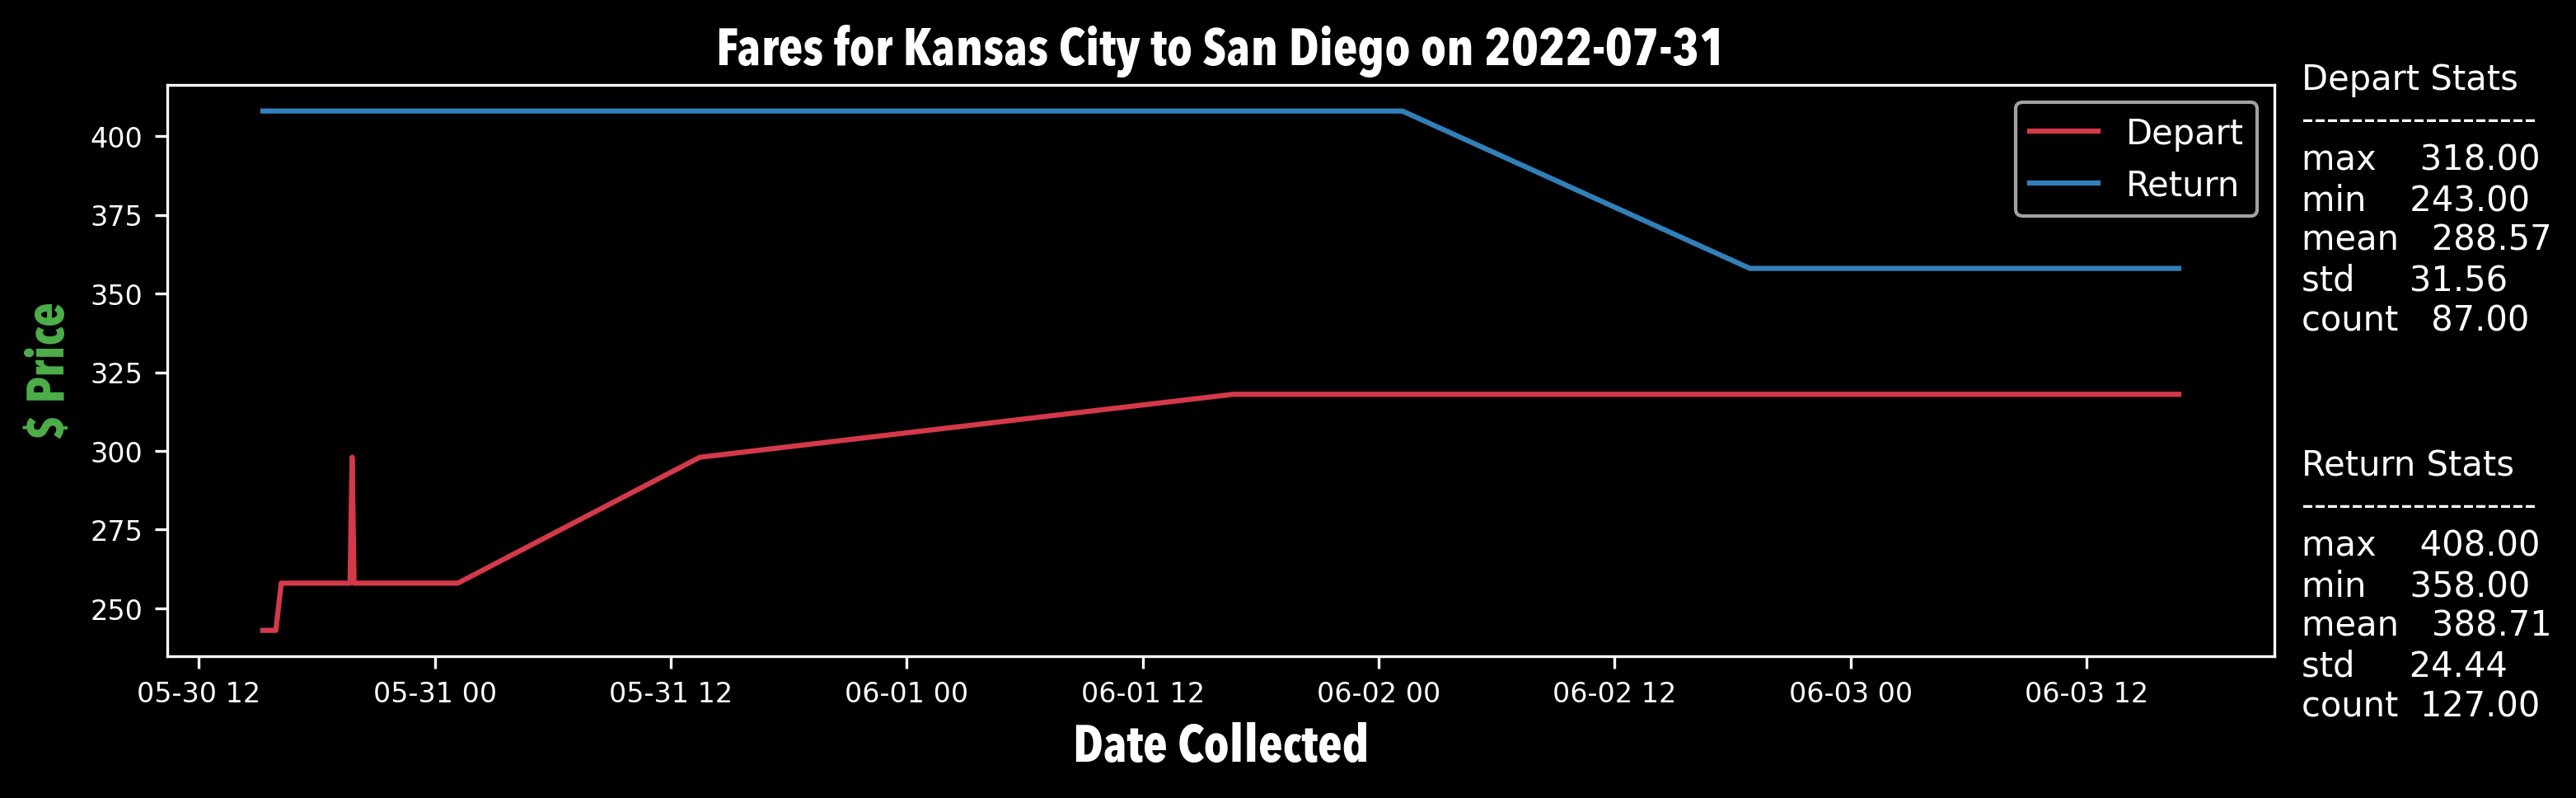 Fares for Kansas City to San Diego on 2022-07-31
$ Price
400
375
350
325
300
275
250
05-30 12
05-31 00
05-31 12
06-01 00
06-01 12
06-02 00
06-02 12
06-03 00
06-03 12
Date Collected
Depart
Return
Depart Stats
-------------------
max 318.00
min 243.00
mean 288.57
std 31.56
count 87.00
Return Stats
-------------------
max 408.00
min 358.00
mean 388.71
std 24.44
count 127.00